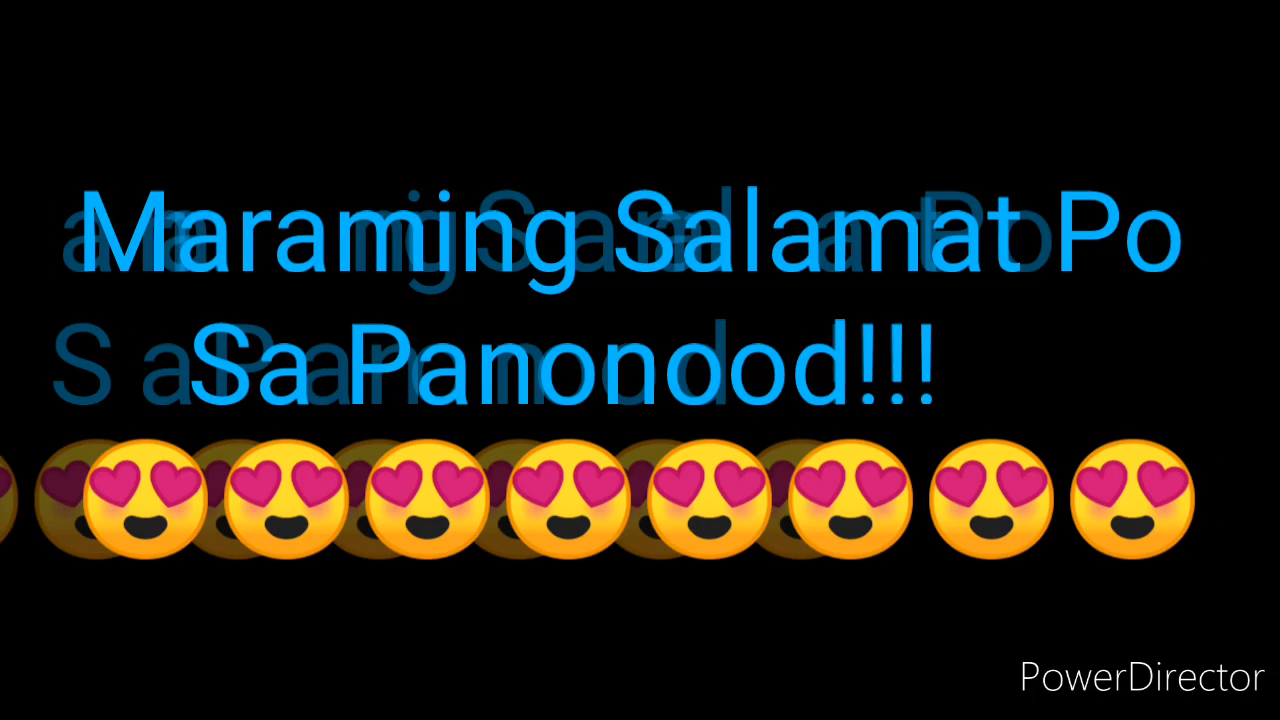 Maraming Salamat Po
Sa Panonood!!!
😍😍😍😍😍😍😍😍
PowerDirector